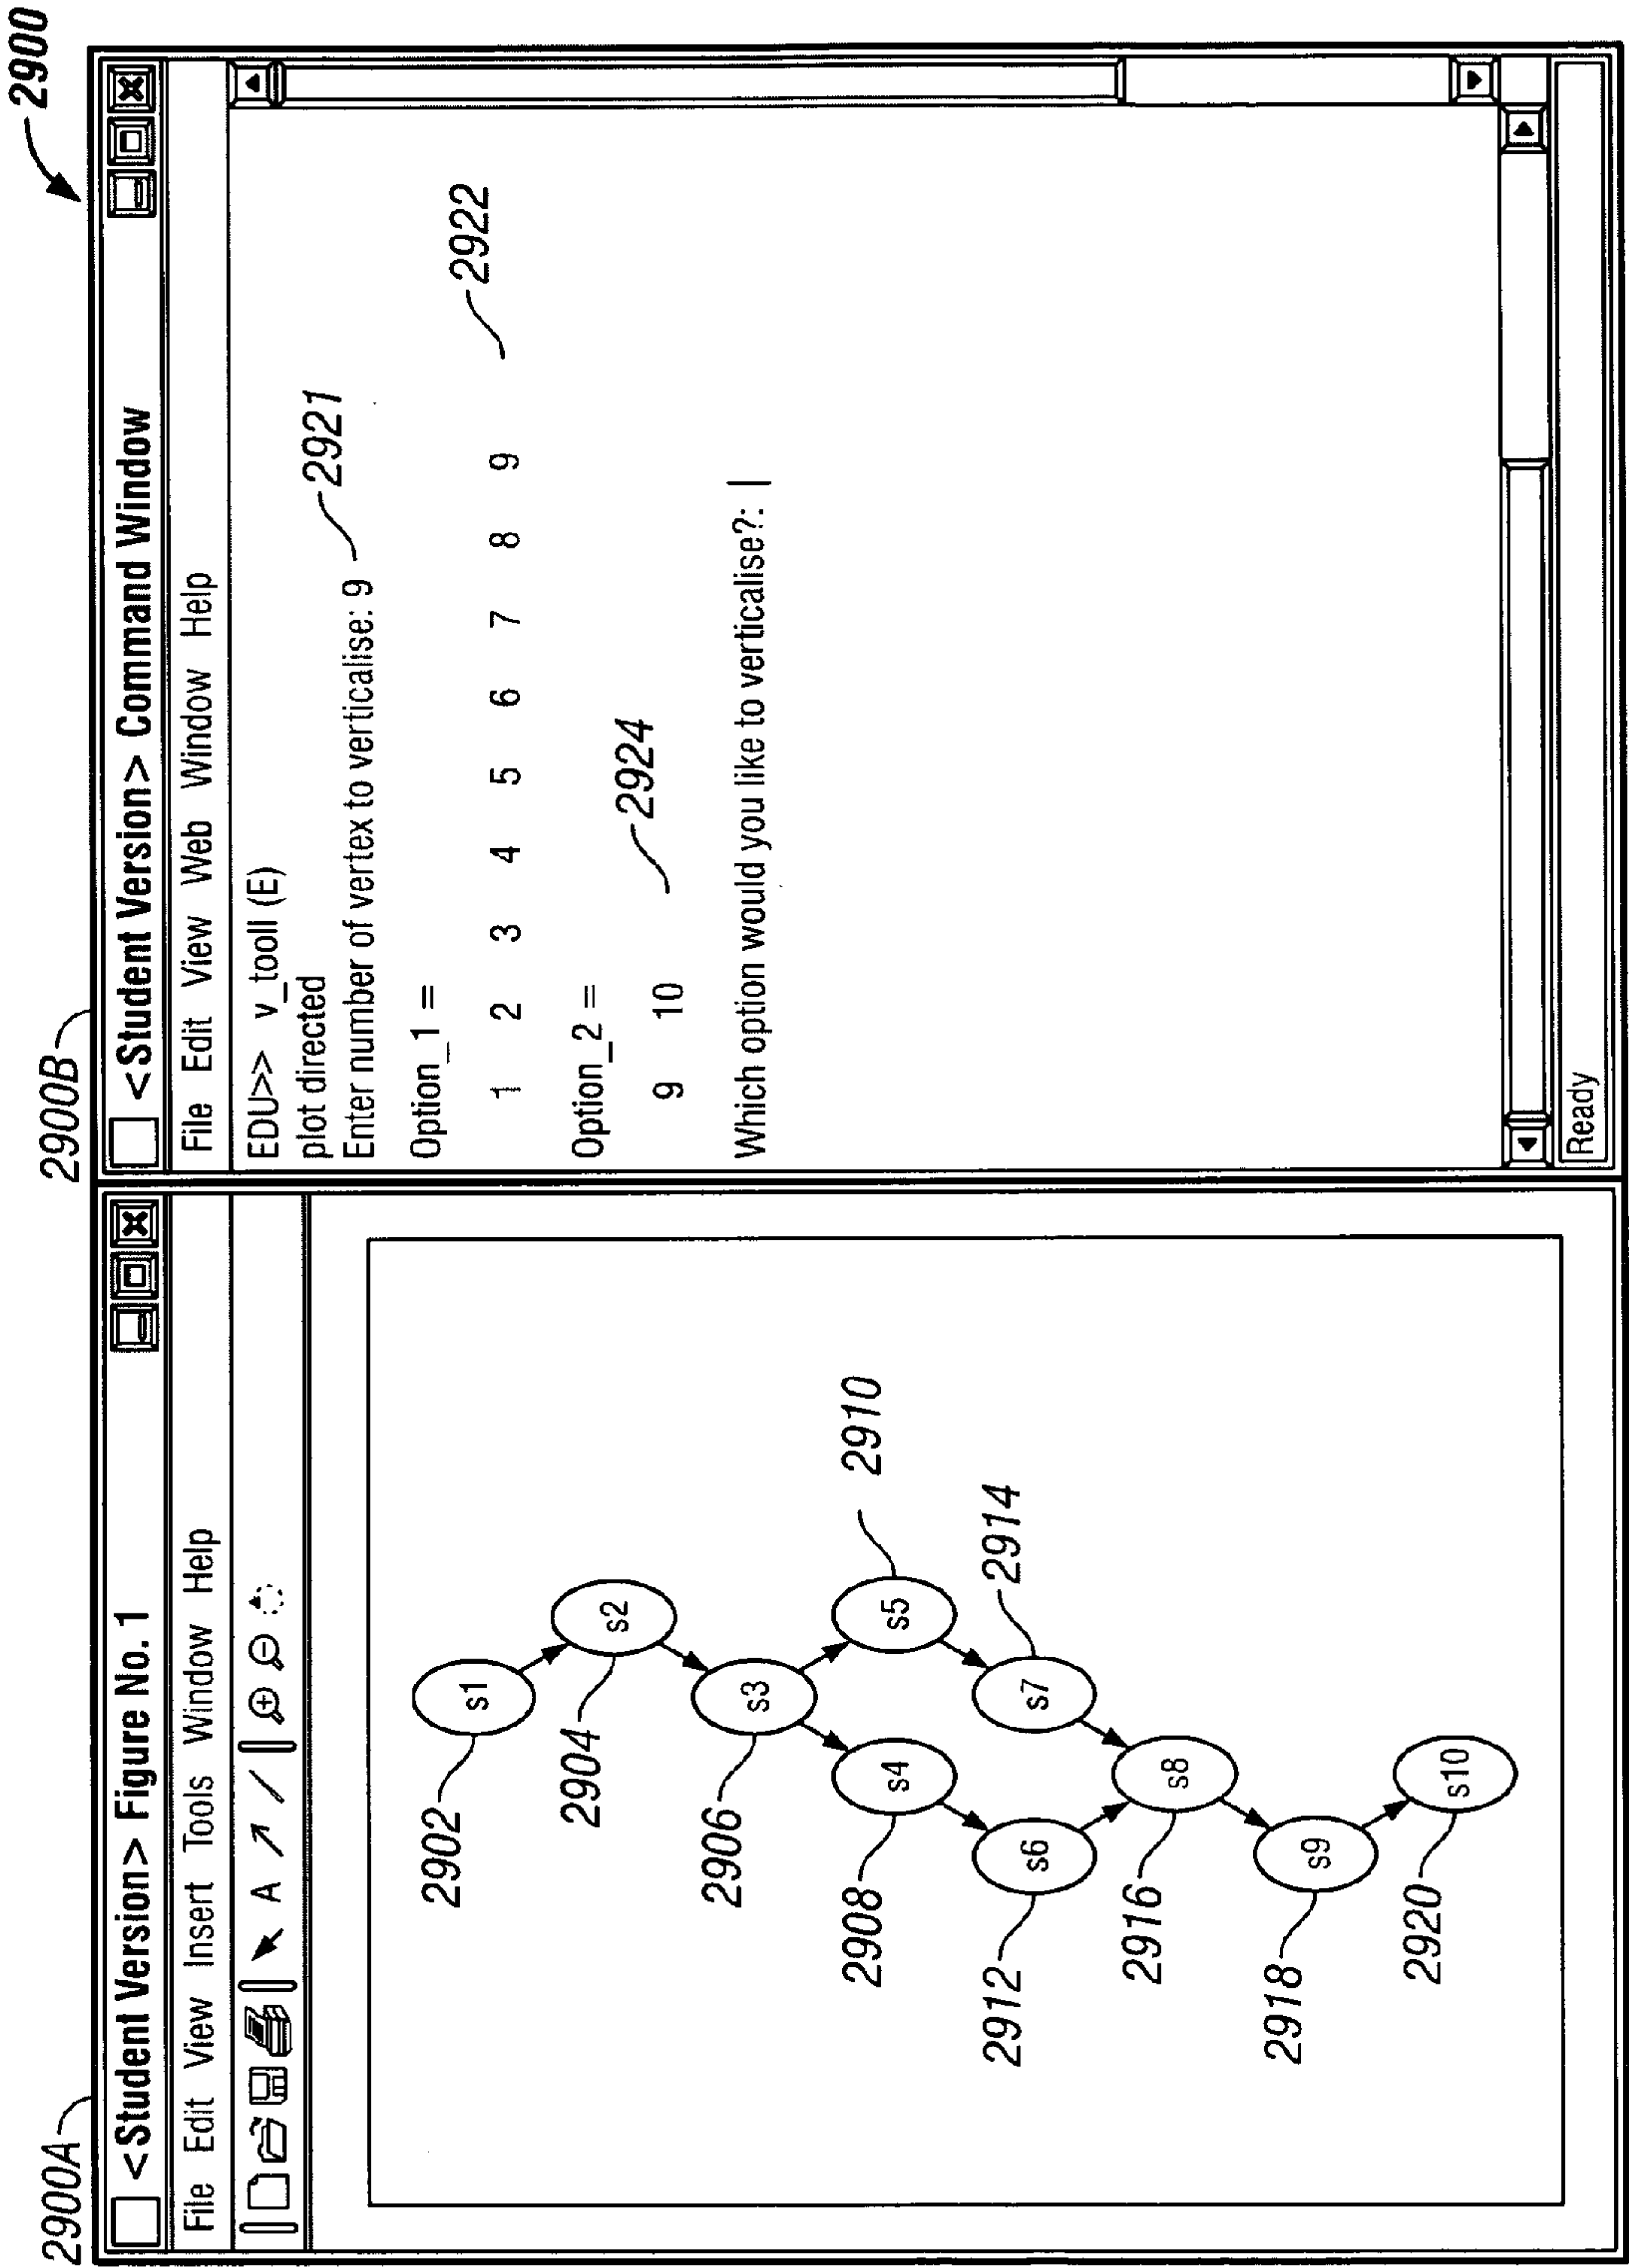 2900
2900A
2900B
<Student Version> Figure No. 1
File Edit View Insert Tools Window Help
A
2902
s1
s2
2904
2906
s3
2908
s4
s5
2910
2912
s6
s7
2914
2916
s8
2918
s9
2920
s10
<Student Version> Command Window
File Edit View Web Window Help
EDU>> v_tooll (E)
plot directed
Enter number of vertex to verticalise: 9
2921
Option_1 =
1 2 3 4 5 6 7 8 9
2922
Option_2 =
9 10
2924
Which option would you like to verticalise?: |
Ready